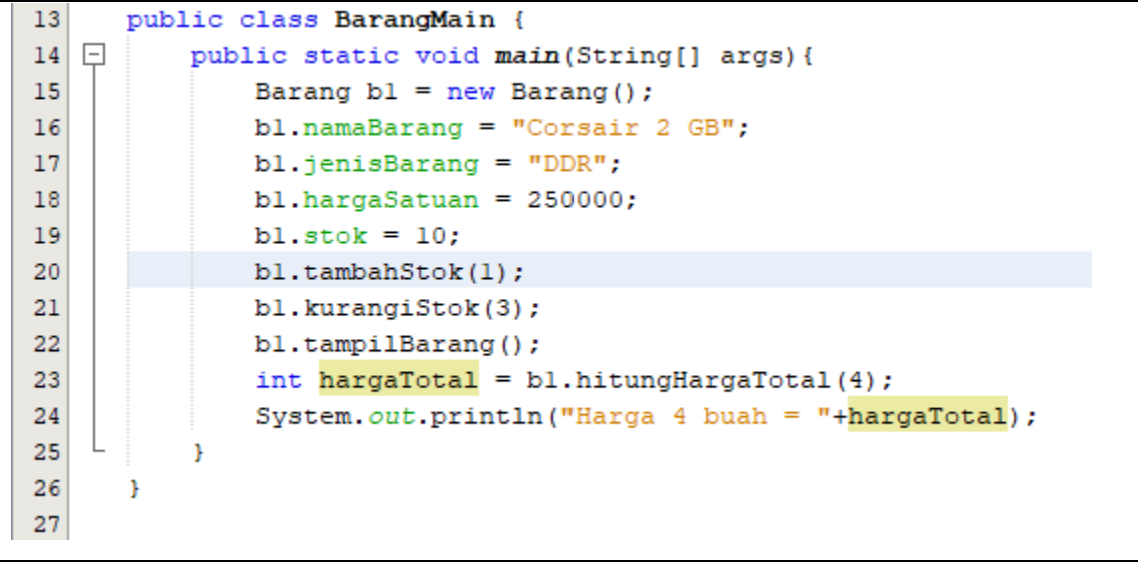 13 public class BarangMain {
14 public static void main(String[] args){
15 Barang b1 = new Barang();
16 b1.namaBarang = "Corsair 2 GB";
17 b1.jenisBarang = "DDR";
18 b1.hargaSatuan = 250000;
19 b1.stok = 10;
20 b1.tambahStok(1);
21 b1.kurangiStok(3);
22 b1.tampilBarang();
23 int hargaTotal = b1.hitungHargaTotal(4);
24 System.out.println("Harga 4 buah = "+hargaTotal);
25 }
26 }
27